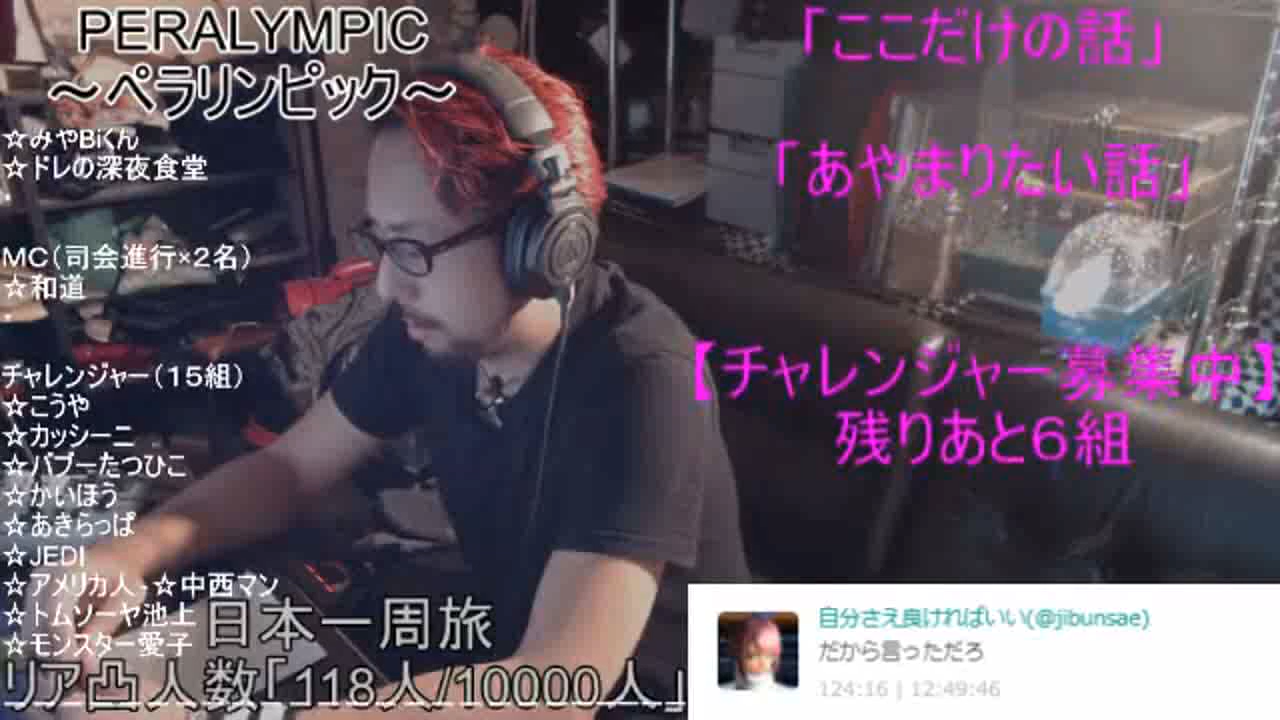 PERALYMPIC
～ペラリンピック～
☆みやBiくん
☆ドレの深夜食堂
MC（司会進行×2名）
☆和道
・
チャレンジャー（15組）
☆こうや
☆カッシーニ
☆バブーたつひこ
☆かいほう
☆あきらっぱ
☆JEDI
☆アメリカ人-☆中西マン
☆トムソーヤ池上
☆モンスター愛子
日本一周旅
リア凸人数「118人/10000人」
「ここだけの話」
「あやまりたい話」
【チャレンジャー募集中】
残りあと6組
自分さえ良ければいい(@jibunsae)
だから言っただろ
124:16 | 12:49:46